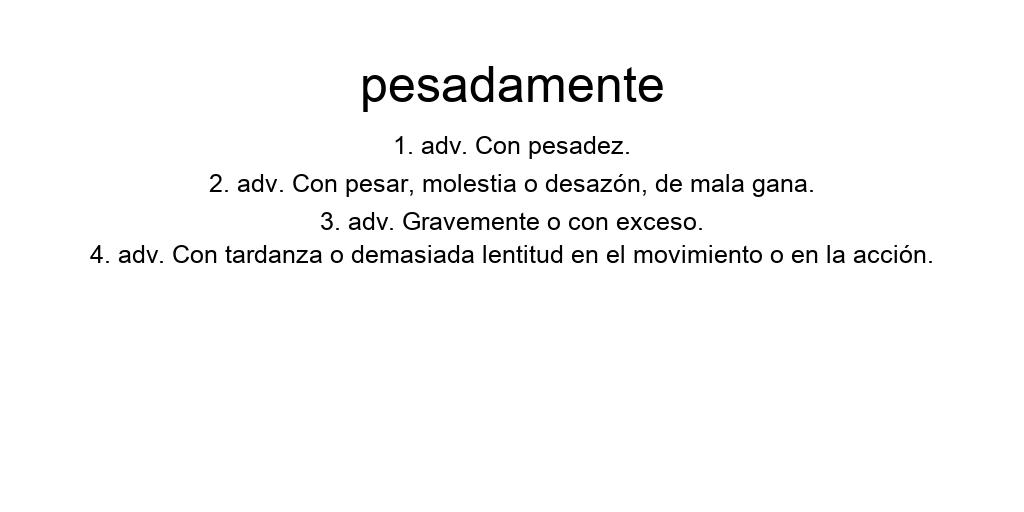 pesadamente
1. adv. Con pesadez.
2. adv. Con pesar, molestia o desazón, de mala gana.
3. adv. Gravemente o con exceso.
4. adv. Con tardanza o demasiada lentitud en el movimiento o en la acción.